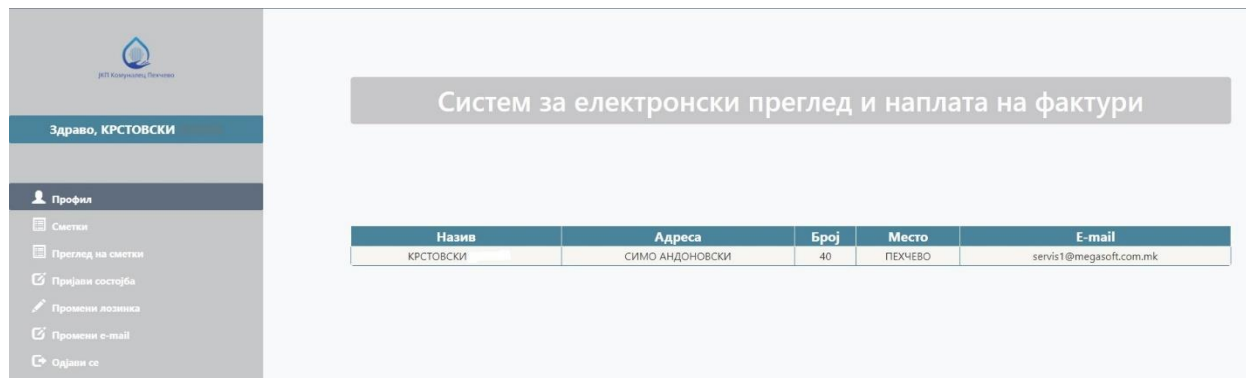 ЈКП Комуналец Пехчево
Здраво, КРСТОВСКИ
Профил
Сметки
Преглед на сметки
Пријави состојба
Промени лозинка
Промени e-mail
Одјави се
Систем за електронски преглед и наплата на фактури
Назив Адреса Број Место E-mail
КРСТОВСКИ СИМО АНДОНОВСКИ 40 ПЕХЧЕВО servis1@megasoft.com.mk